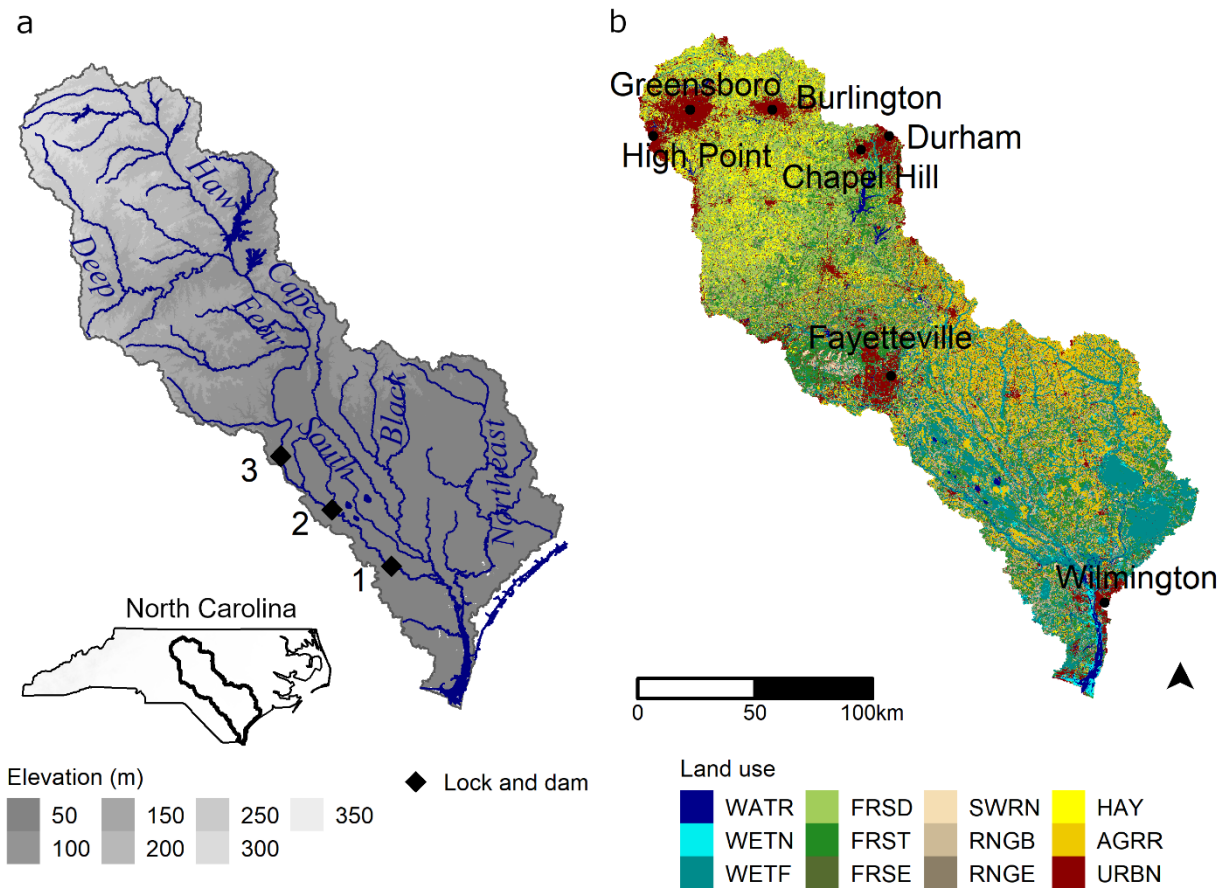 a
Haw
Deep
Cape
Fear
South
Black
Northeast
3
2
1
North Carolina
Elevation (m)
50
150
250
350
100
200
300
Lock and dam
b
Greensboro
Burlington
Durham
High Point
Chapel Hill
Fayetteville
Wilmington
0 50 100km
Land use
WATR FRSD SWRN HAY
WETN FRST RNGB AGRR
WETF FRSE RNGE URBN